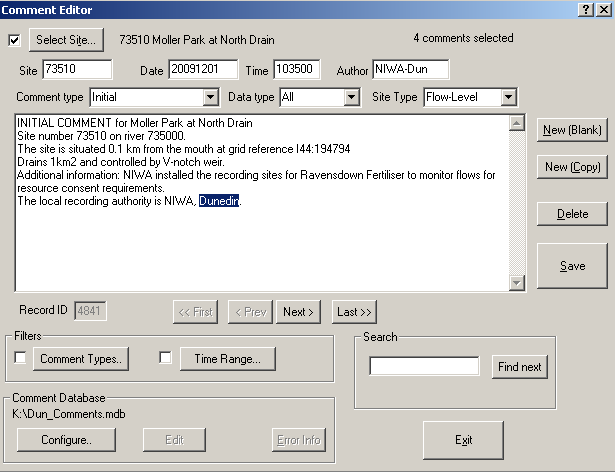 Comment Editor
Select Site... 73510 Moller Park at North Drain 4 comments selected
Site 73510 Date 20091201 Time 103500 Author NIWA-Dun
Comment type Initial Data type All Site Type Flow-Level
INITIAL COMMENT for Moller Park at North Drain
Site number 73510 on river 735000.
The site is situated 0.1 km from the mouth at grid reference I44:194794
Drains 1km2 and controlled by V-notch weir.
Additional information: NIWA installed the recording sites for Ravensdown Fertiliser to monitor flows for
resource consent requirements.
The local recording authority is NIWA, Dunedin.
New (Blank)
New (Copy)
Delete
Save
Record ID 4841 << First < Prev Next > Last >>
Filters
Comment Types.. Time Range...
Search
Find next
Comment Database
K:\Dun_Comments.mdb
Configure.. Edit Error Info
Exit